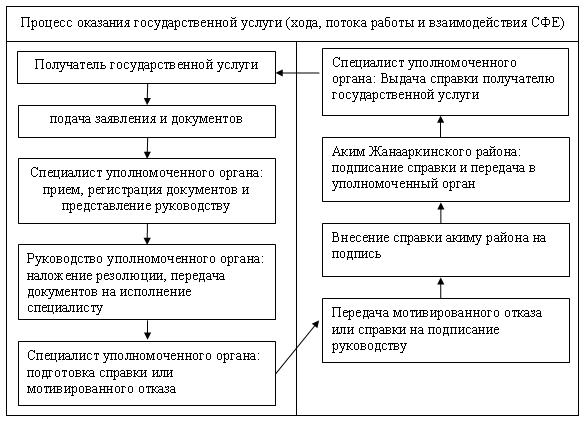 Процесс оказания государственной услуги (хода, потока работы и взаимодействия СФЕ)
Получатель государственной услуги
подача заявления и документов
Специалист уполномоченного органа:
прием, регистрация документов и
представление руководству
Руководство уполномоченного органа:
наложение резолюции, передача
документов на исполнение
специалисту
Специалист уполномоченного органа:
подготовка справки или
мотивированного отказа
Передача мотивированного отказа
или справки на подписание
руководству
Внесение справки акиму района на
подпись
Аким Жанааркинского района:
подписание справки и передача в
уполномоченный орган
Специалист уполномоченного
органа: Выдача справки получателю
государственной услуги